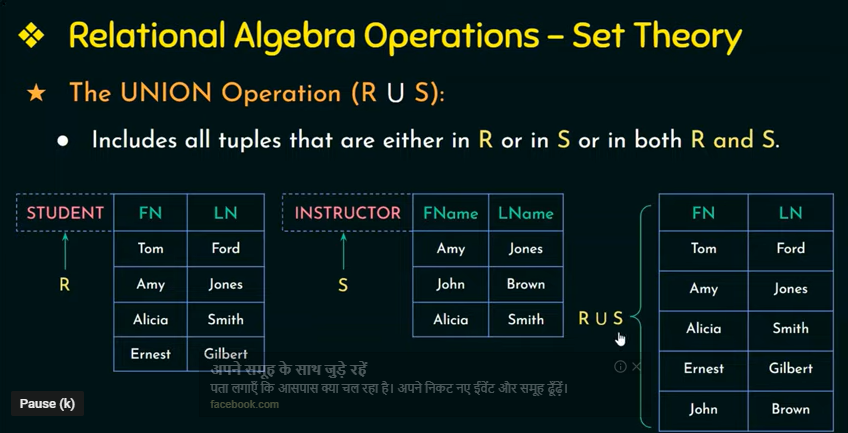 ❖ Relational Algebra Operations – Set Theory
★ The UNION Operation (R U S):
● Includes all tuples that are either in R or in S or in both R and S.
STUDENT FN LN
Tom Ford
Amy Jones
Alicia Smith
Ernest Gilbert
R
INSTRUCTOR FName LName
Amy Jones
John Brown
Alicia Smith
S
R U S
FN LN
Tom Ford
Amy Jones
Alicia Smith
Ernest Gilbert
John Brown
अपने समूह के साथ जुड़े रहें
पता लगाएँ कि आसपास क्या चल रहा है। अपने निकट नए ईवेंट और समूह ढूँढ़ें।
facebook.com
Pause (k)